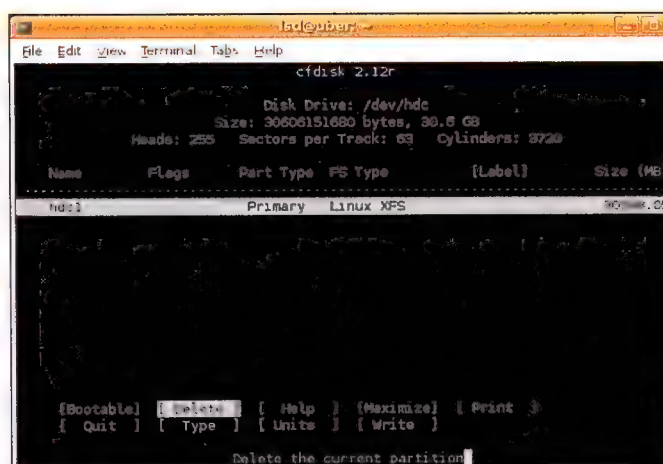 lsd@uber: ~
File Edit View Terminal Tabs Help
cfdisk 2.12r
Disk Drive: /dev/hdc
Size: 30606151680 bytes, 30.6 GB
Heads: 255 Sectors per Track: 63 Cylinders: 3720
Name Flags Part Type FS Type [Label] Size (MB
hdc1 Primary Linux XFS
[Bootable] [ Delete ] [ Help ] [Maximize] [ Print ]
[ Quit ] [ Type ] [ Units ] [ Write ]
Delete the current partition